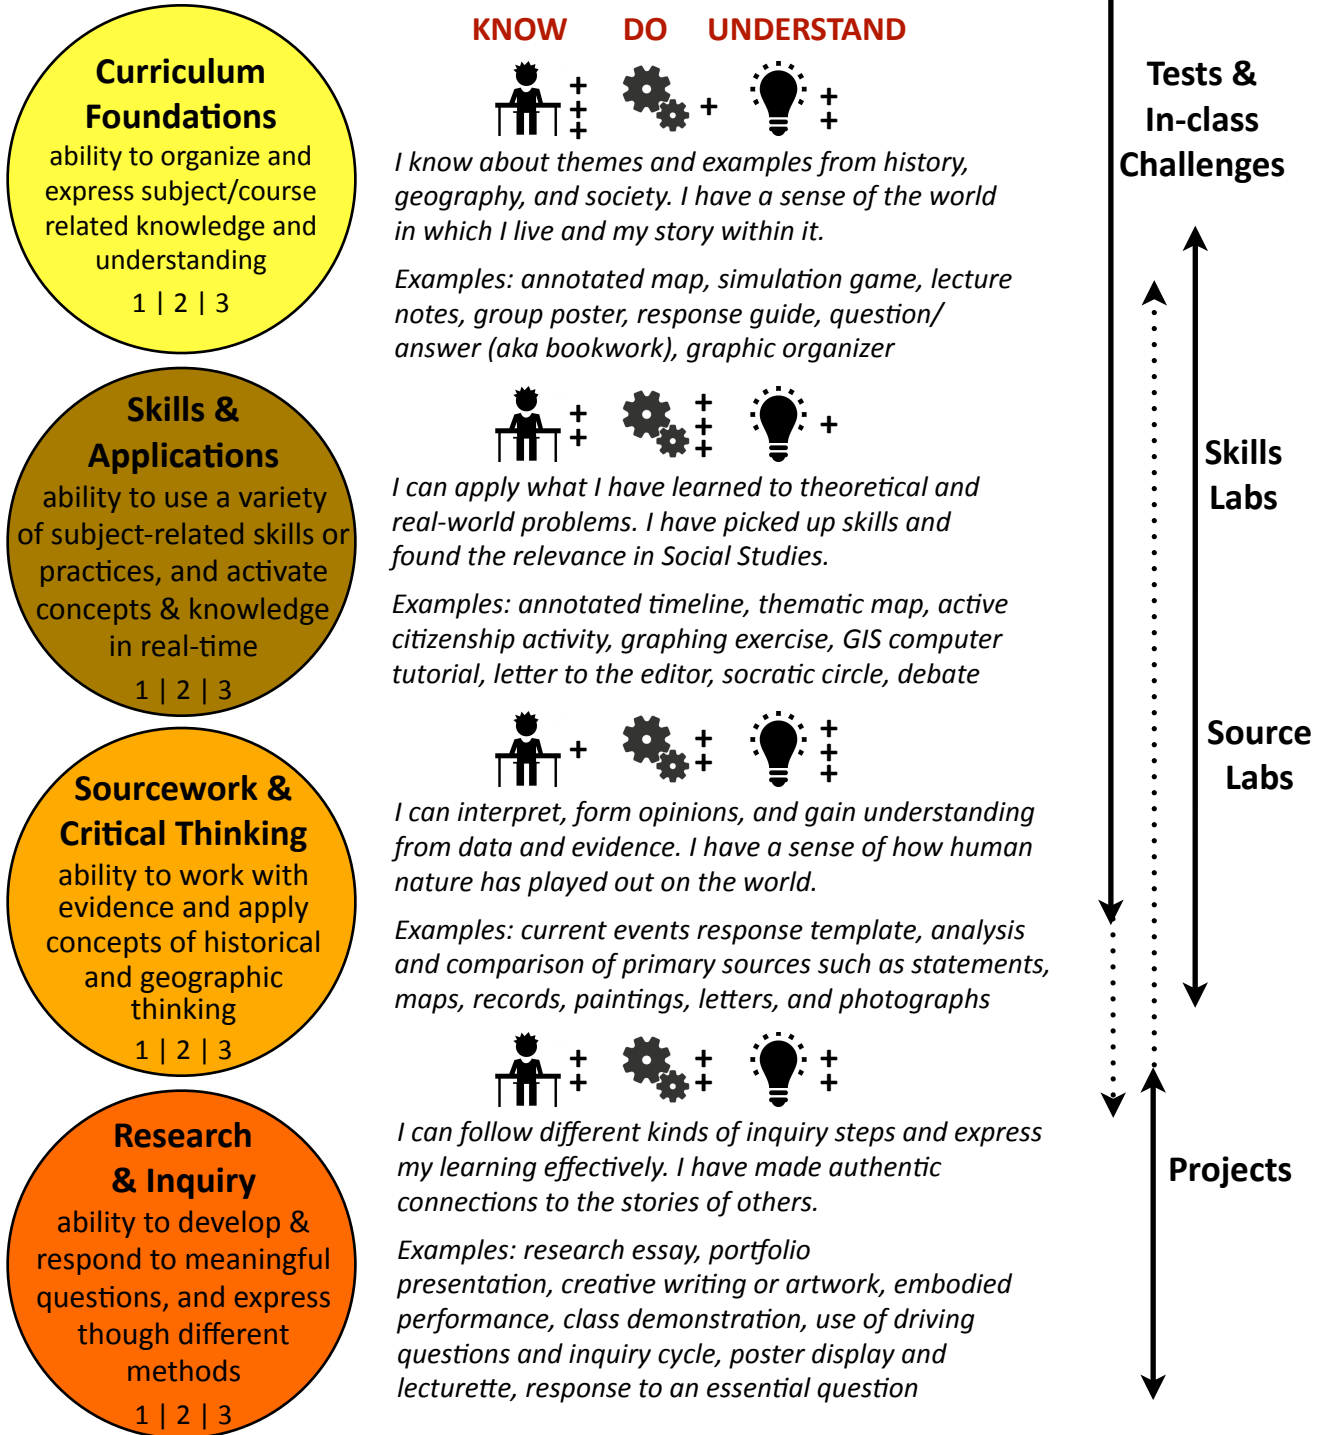 KNOW DO UNDERSTAND
Curriculum
Foundations
ability to organize and
express subject/course
related knowledge and
understanding
1 | 2 | 3
+
+
+
+
+
+
I know about themes and examples from history,
geography, and society. I have a sense of the world
in which I live and my story within it.
Examples: annotated map, simulation game, lecture
notes, group poster, response guide, question/
answer (aka bookwork), graphic organizer
Tests &
In-class
Challenges
Skills &
Applications
ability to use a variety
of subject-related skills or
practices, and activate
concepts & knowledge
in real-time
1 | 2 | 3
+
+
+
+
+
+
I can apply what I have learned to theoretical and
real-world problems. I have picked up skills and
found the relevance in Social Studies.
Examples: annotated timeline, thematic map, active
citizenship activity, graphing exercise, GIS computer
tutorial, letter to the editor, socratic circle, debate
Skills
Labs
Sourcework &
Critical Thinking
ability to work with
evidence and apply
concepts of historical
and geographic
thinking
1 | 2 | 3
+
+
+
+
+
+
I can interpret, form opinions, and gain understanding
from data and evidence. I have a sense of how human
nature has played out on the world.
Examples: current events response template, analysis
and comparison of primary sources such as statements,
maps, records, paintings, letters, and photographs
Source
Labs
Research
& Inquiry
ability to develop &
respond to meaningful
questions, and express
though different
methods
1 | 2 | 3
+
+
+
+
+
+
I can follow different kinds of inquiry steps and express
my learning effectively. I have made authentic
connections to the stories of others.
Examples: research essay, portfolio
presentation, creative writing or artwork, embodied
performance, class demonstration, use of driving
questions and inquiry cycle, poster display and
lecturette, response to an essential question
Projects